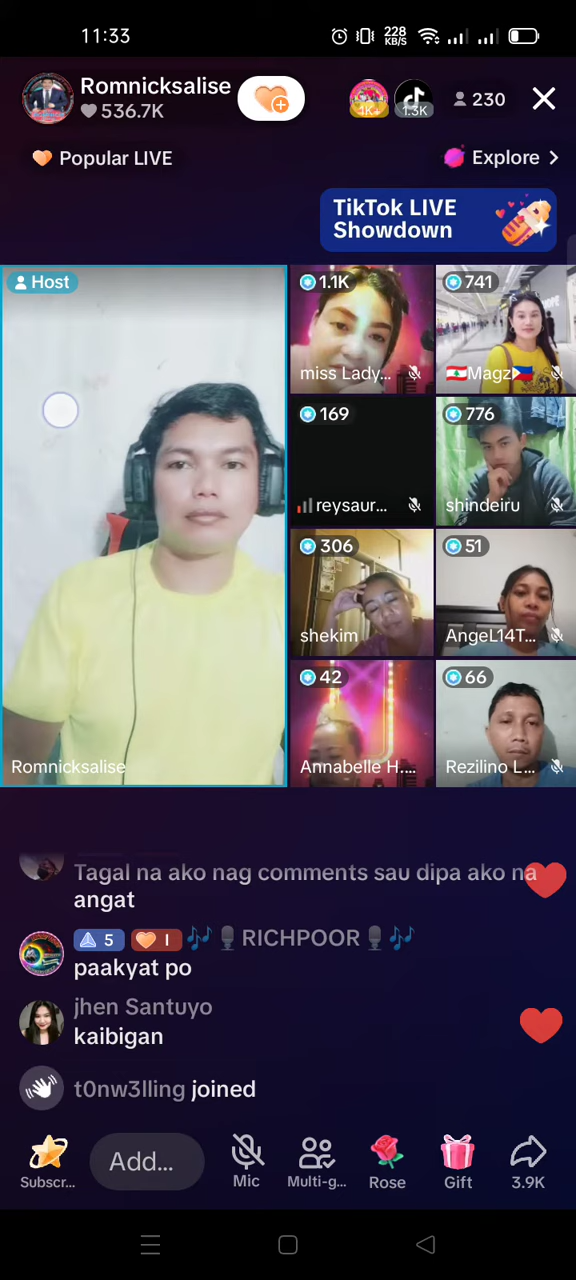 11:33
228
KB/S
Romnicksalise
536.7K
1K+
1.3K
230
Popular LIVE
Explore
TikTok LIVE
Showdown
Host
1.1K
741
miss Lady...
🇱🇧Magz🇵🇭
169
776
reysaur...
shindeiru
306
51
shekim
AngeL14T...
42
66
Romnicksalise
Annabelle H....
Rezilino L...
Tagal na ako nag comments sau dipa ako na
angat
5 I 🎶🎙️RICHPOOR🎙️🎶
paakyat po
jhen Santuyo
kaibigan
t0nw3lling joined
Add...
Subscr...
Mic
Multi-g...
Rose
Gift
3.9K